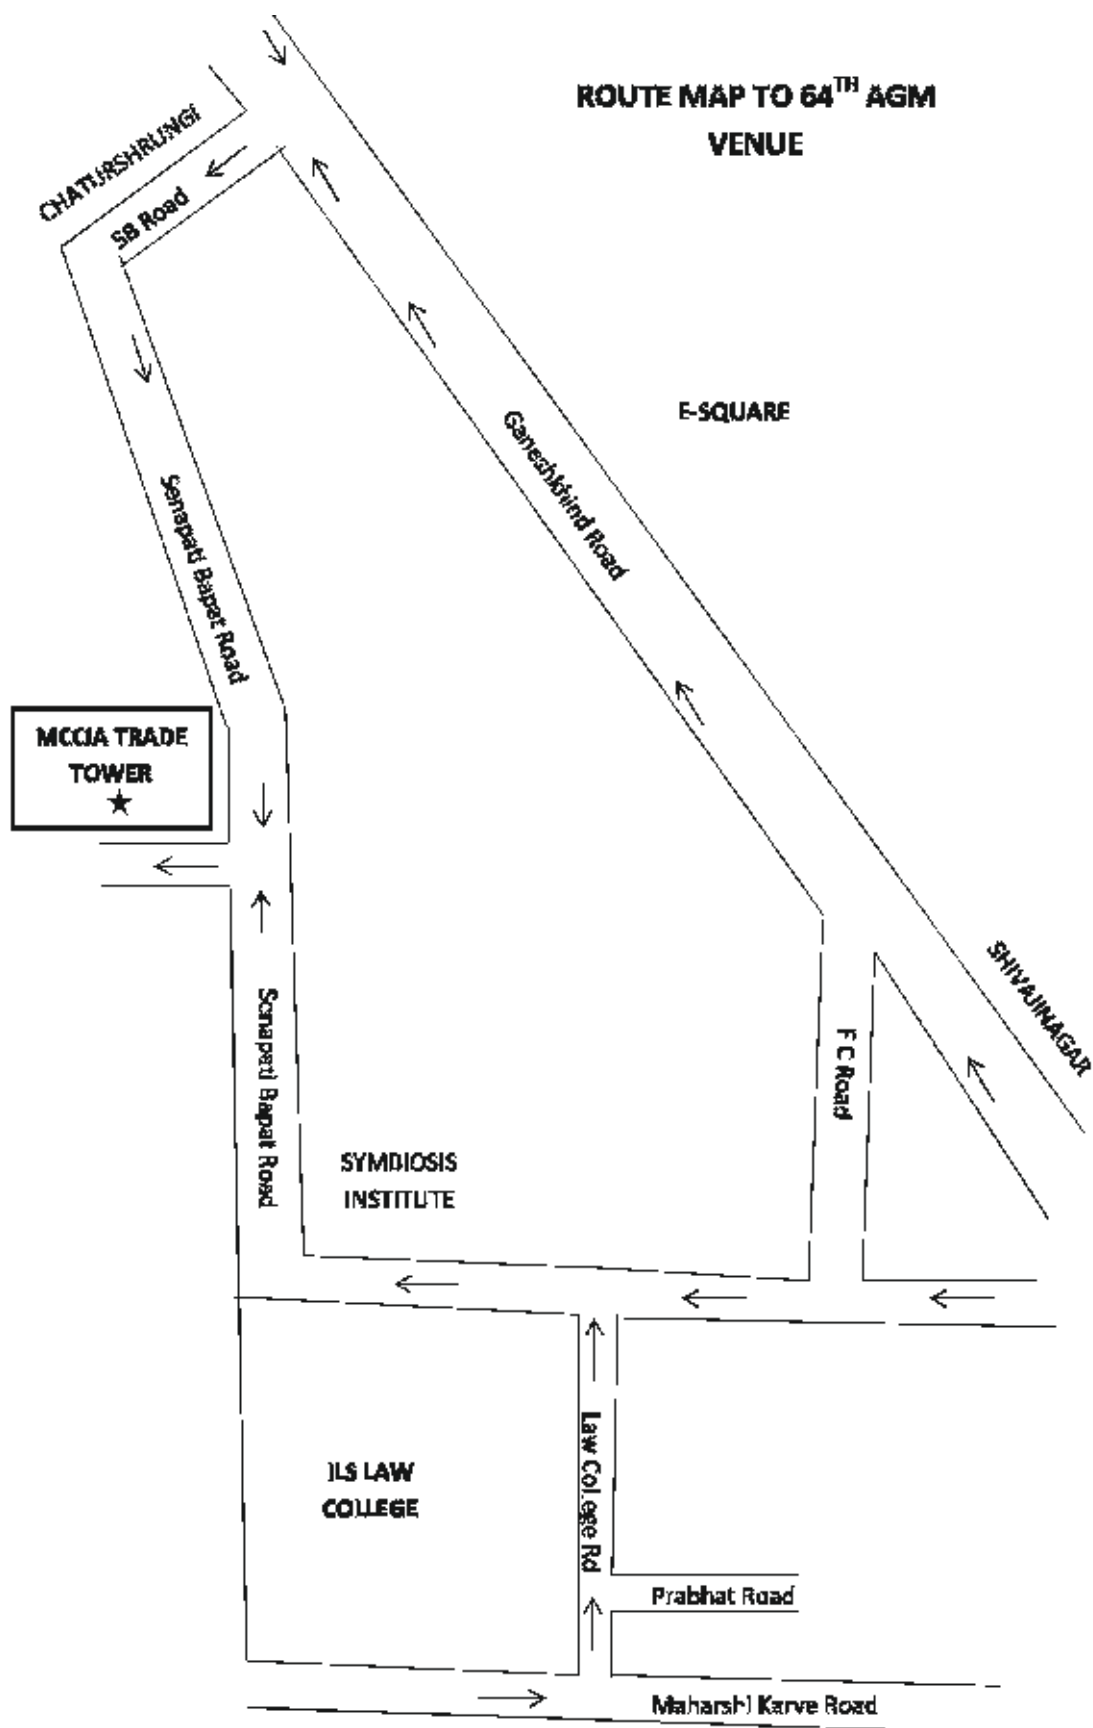 ROUTE MAP TO 64TH AGM
VENUE
CHATURSHRUNGI
SB Road
E-SQUARE
Ganeshkhind Road
Senapati Bapat Road
MCCIA TRADE
TOWER
SHIVAJINAGAR
F C Road
Senapati Bapat Road
SYMBIOSIS
INSTITUTE
ILS LAW
COLLEGE
Law College Rd
Prabhat Road
Maharshi Karve Road